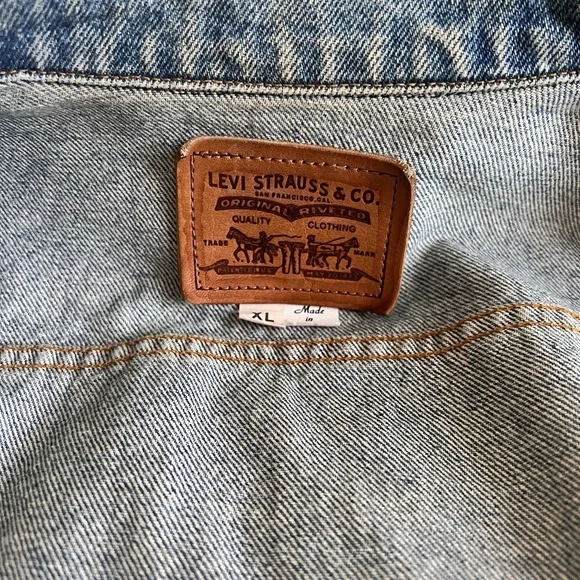 LEVI STRAUSS & CO.
SAN FRANCISCO, CAL.
ORIGINAL RIVETED
QUALITY CLOTHING
TRADE MARK
XL
Made
in